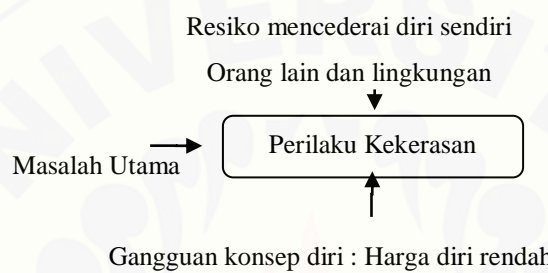 Resiko mencederai diri sendiri
Orang lain dan lingkungan
Perilaku Kekerasan
Masalah Utama
Gangguan konsep diri : Harga diri rendah